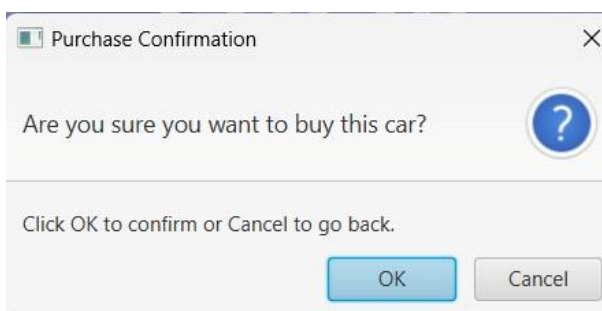 Purchase Confirmation
Are you sure you want to buy this car?
?
Click OK to confirm or Cancel to go back.
OK
Cancel